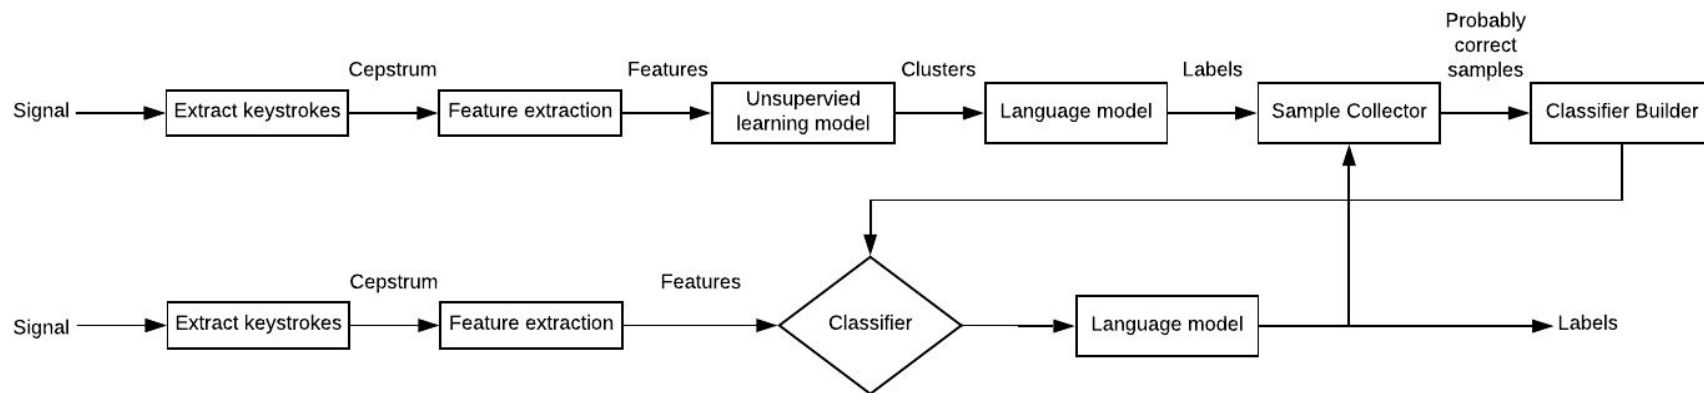 Probably
correct
samples
Cepstrum
Features
Clusters
Labels
Signal
Extract keystrokes
Feature extraction
Unsupervied
learning model
Language model
Sample Collector
Classifier Builder
Cepstrum
Features
Signal
Extract keystrokes
Feature extraction
Classifier
Language model
Labels